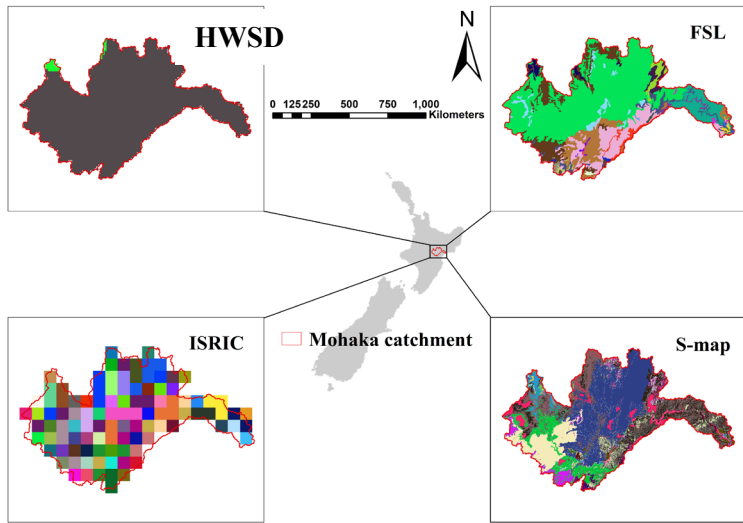 HWSD
N
FSL
0 125 250 500 750 1,000
Kilometers
ISRIC
Mohaka catchment
S-map